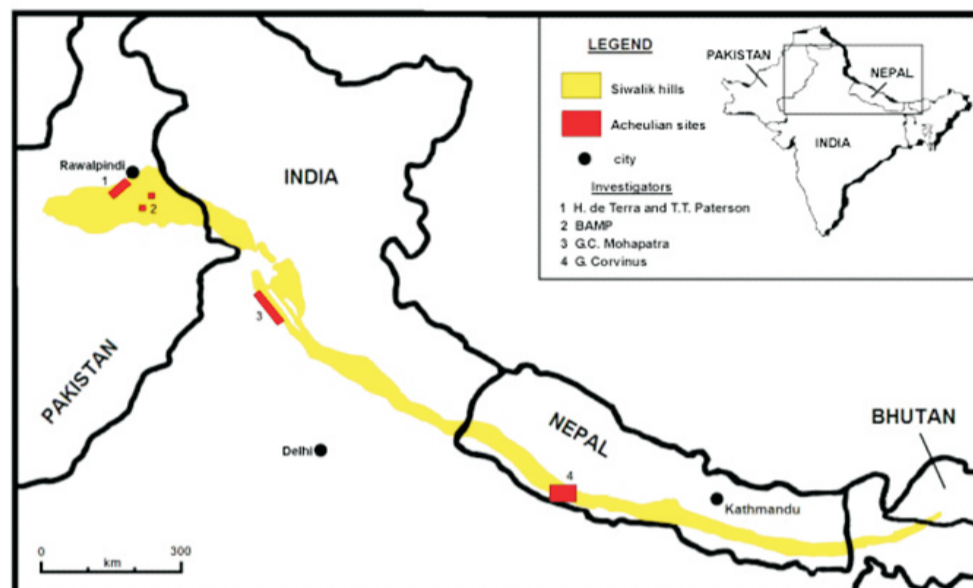 LEGEND
Siwalik hills
Acheulian sites
city
Investigators
1 H. de Terra and T.T. Paterson
2 BAMP
3 G.C. Mohapatra
4 G. Corvinus
PAKISTAN
NEPAL
INDIA
Rawalpindi
1
2
INDIA
3
PAKISTAN
Delhi
NEPAL
4
Kathmandu
BHUTAN
0 300
km